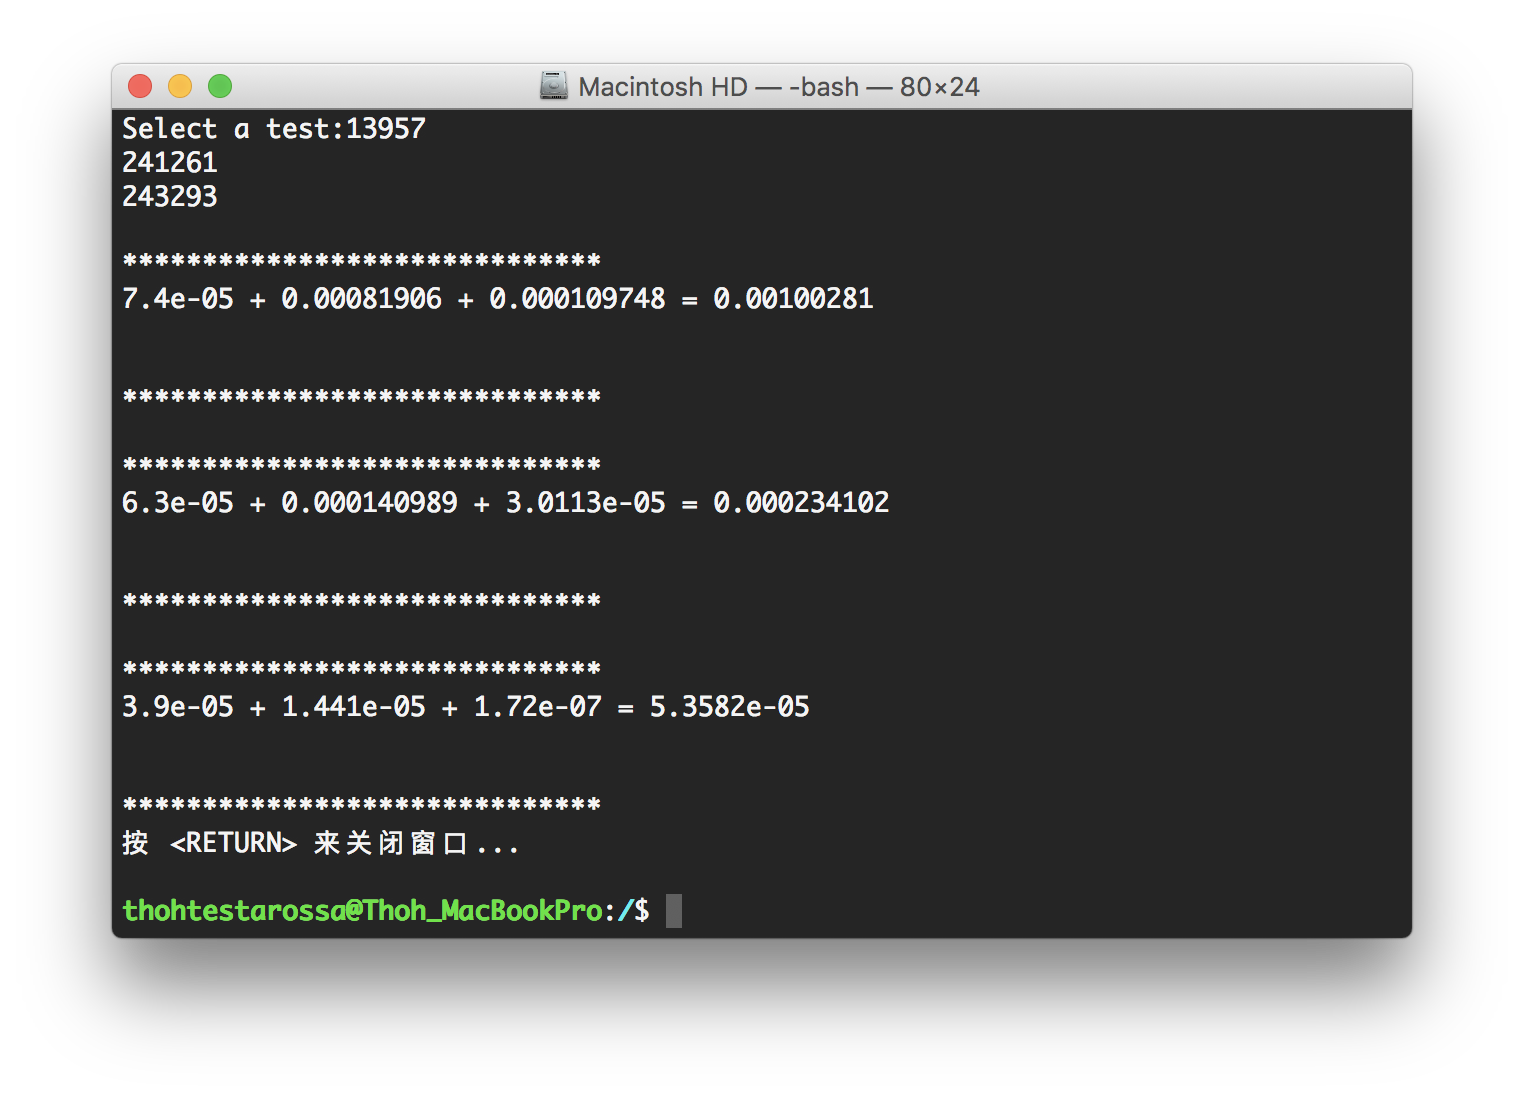 Macintosh HD — -bash — 80×24
Select a test:13957
241261
243293
******************************
7.4e-05 + 0.00081906 + 0.000109748 = 0.00100281
******************************
******************************
6.3e-05 + 0.000140989 + 3.0113e-05 = 0.000234102
******************************
******************************
3.9e-05 + 1.441e-05 + 1.72e-07 = 5.3582e-05
******************************
按 <RETURN> 来关闭窗口...
thohtestarossa@Thoh_MacBookPro:/$